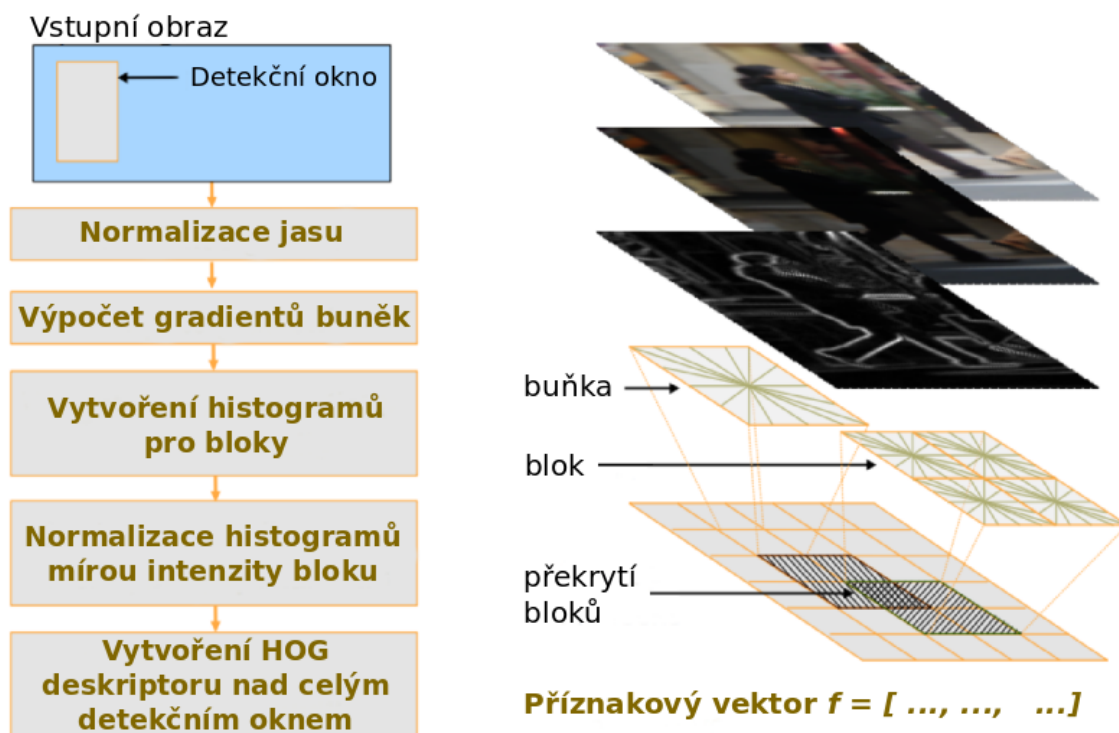 Vstupní obraz
Detekční okno
Normalizace jasu
Výpočet gradientů buněk
Vytvoření histogramů
pro bloky
Normalizace histogramů
mírou intenzity bloku
Vytvoření HOG
deskriptoru nad celým
detekčním oknem
buňka
blok
překrytí
bloků
Příznakový vektor f = [ ..., ..., ...]